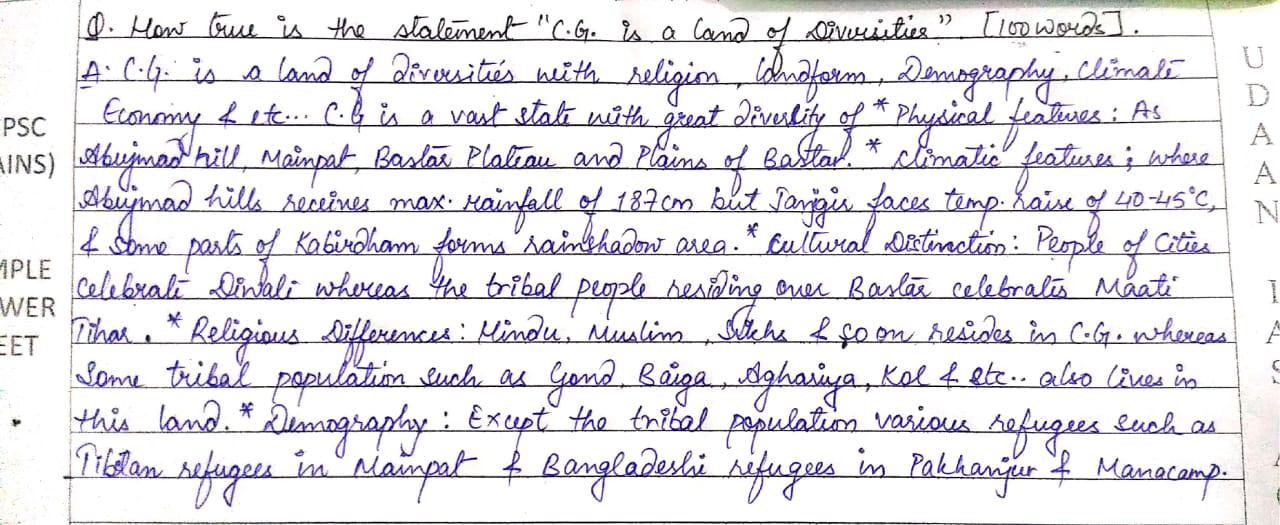 Q. How true is the statement "C.G. is a land of Diversities" [100 words].
A: C.G. is a land of diversities with religion, landform, Demography, Climate
Economy & etc... C.G is a vast state with great diversity of * Physical features: As
Abujmad hill, Mainpat, Bastar Plateau and Plains of Bastar. * climatic features; where
Abujmad hills receives max. rainfall of 187cm but Janjgir faces temp. raise of 40-45°C,
& some parts of Kabirdham forms rainshadow area. * Cultural Distinction: People of Cities
celebrate Diwali whereas the tribal people residing over Bastar celebrates Maati
Tihar. * Religious Differences: Hindu, Muslim, Sikhs & so on resides in C.G. whereas
Some tribal population such as Gond, Baiga, Aghariya, Kol & etc.. also lives in
this land. * Demography: Except the tribal population various refugees such as
Tibetan refugees in Mainpat & Bangladeshi refugees in Pakhanjur & Manacamp.
PSC
AINS)
MPLE
WER
EET
U
D
A
A
N
I
A
S